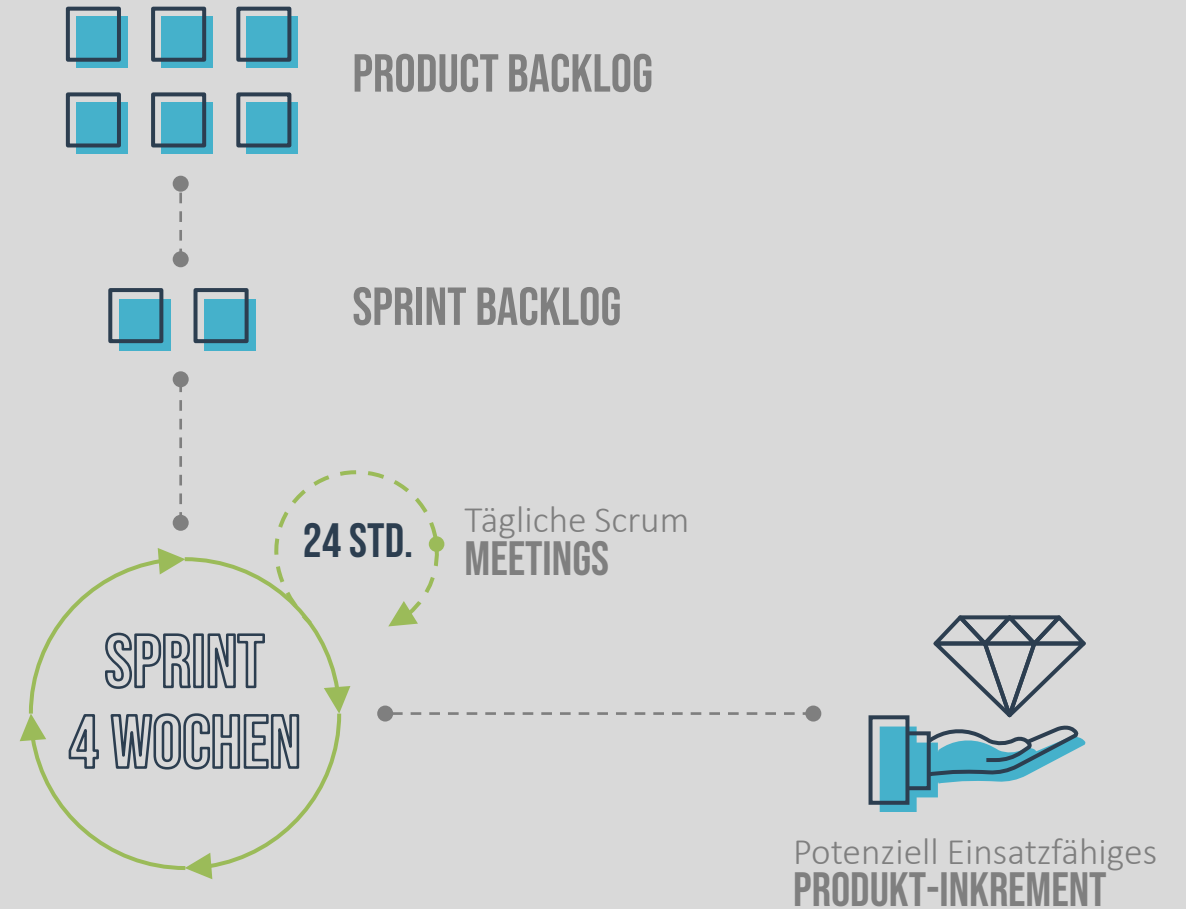 PRODUCT BACKLOG
SPRINT BACKLOG
24 STD.
Tägliche Scrum
MEETINGS
SPRINT
4 WOCHEN
Potenziell Einsatzfähiges
PRODUKT-INKREMENT